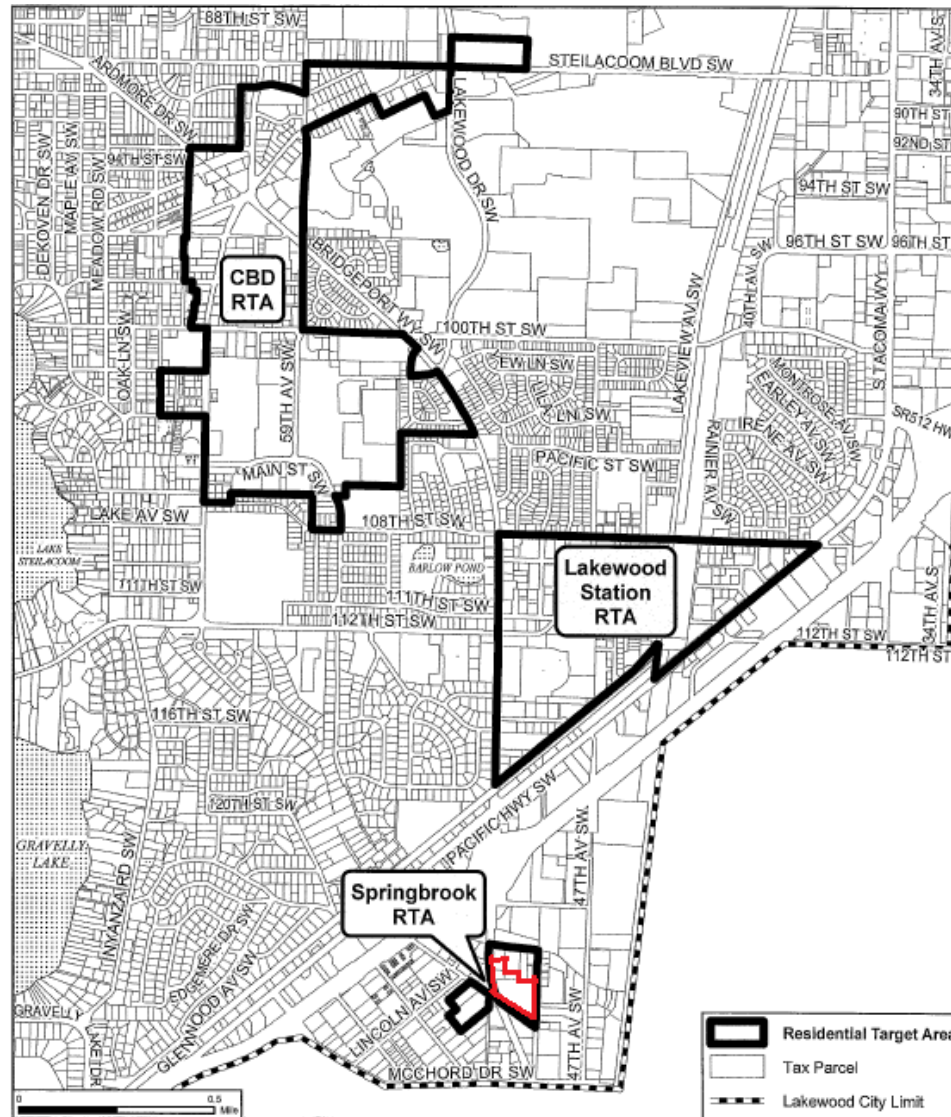 88TH ST SW
STEILACOOM BLVD SW
ARDMORE DR SW
LAKEWOOD DR SW
34TH AV S
90TH ST
92ND ST
DEKOVEN DR SW
MAPLE AV SW
MEADOW RD SW
94TH ST SW
94TH ST SW
96TH ST SW
96TH ST
CBD
RTA
BRIDGEPORT WY SW
LAKEVIEW AV SW
40TH AV SW
S TACOMA WY
OAK LN SW
100TH ST SW
59TH AV SW
MONTROSE AV SW
EARLEY AV SW
IRENE AV SW
SR512 HW
RAINIER AV SW
PACIFIC ST SW
MAIN ST SW
LAKE AV SW
108TH ST SW
LAKE
STEILACOOM
BARLOW POND
111TH ST SW
111TH ST SW
112TH ST SW
Lakewood
Station
RTA
34TH AV S
112TH ST SW
112TH ST
116TH ST SW
120TH ST SW
PACIFIC HWY SW
GRAVELLY
LAKE
NYANZA RD SW
EDGEMERE DR SW
47TH AV SW
Springbrook
RTA
LINCOLN AV SW
GLENWOOD AV SW
GRAVELLY
LAKE DR
47TH AV SW
MCCHORD DR SW
0 0.5
Mile
Residential Target Area
Tax Parcel
Lakewood City Limit